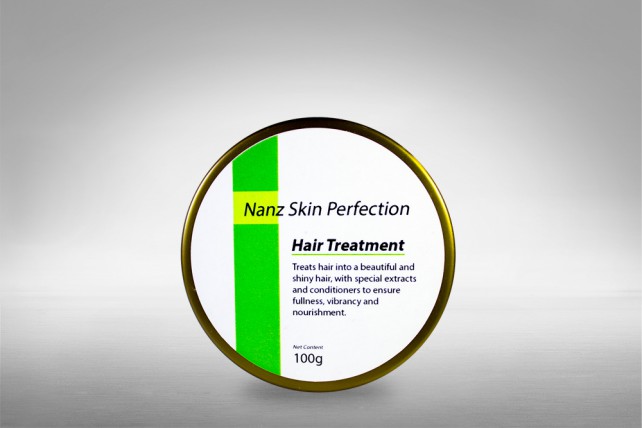 Nanz Skin Perfection
Hair Treatment
Treats hair into a beautiful and
shiny hair, with special extracts
and conditioners to ensure
fullness, vibrancy and
nourishment.
Net Content
100g